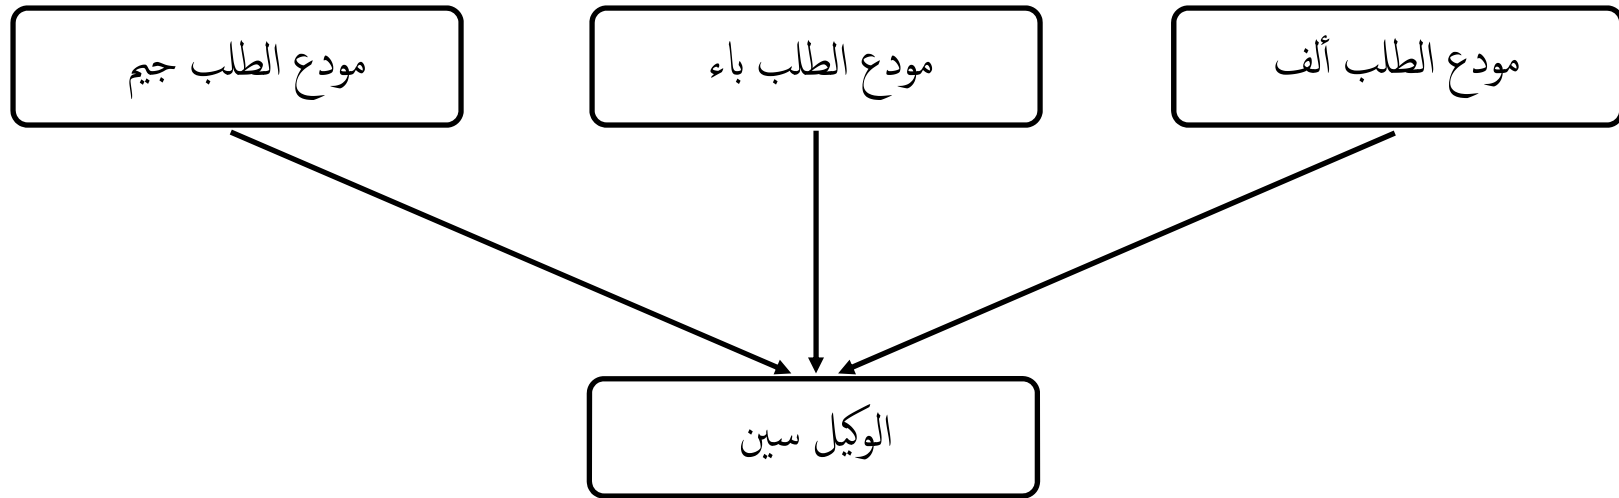 مودع الطلب ألف
مودع الطلب باء
مودع الطلب جيم
الوكيل سين